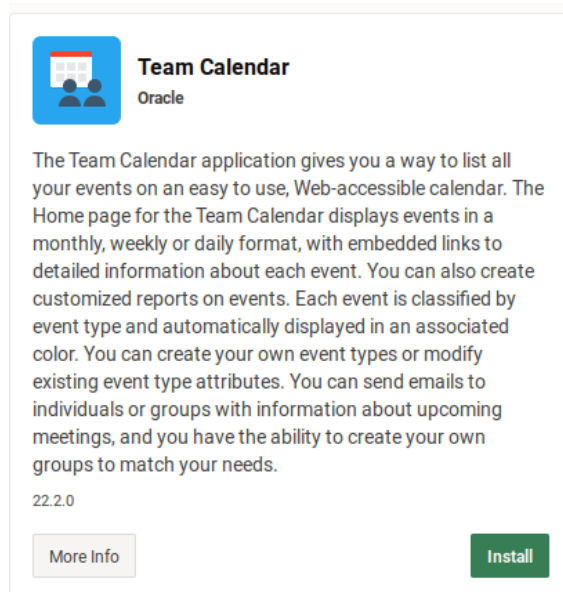 Team Calendar
Oracle
The Team Calendar application gives you a way to list all
your events on an easy to use, Web-accessible calendar. The
Home page for the Team Calendar displays events in a
monthly, weekly or daily format, with embedded links to
detailed information about each event. You can also create
customized reports on events. Each event is classified by
event type and automatically displayed in an associated
color. You can create your own event types or modify
existing event type attributes. You can send emails to
individuals or groups with information about upcoming
meetings, and you have the ability to create your own
groups to match your needs.
22.2.0
More Info
Install